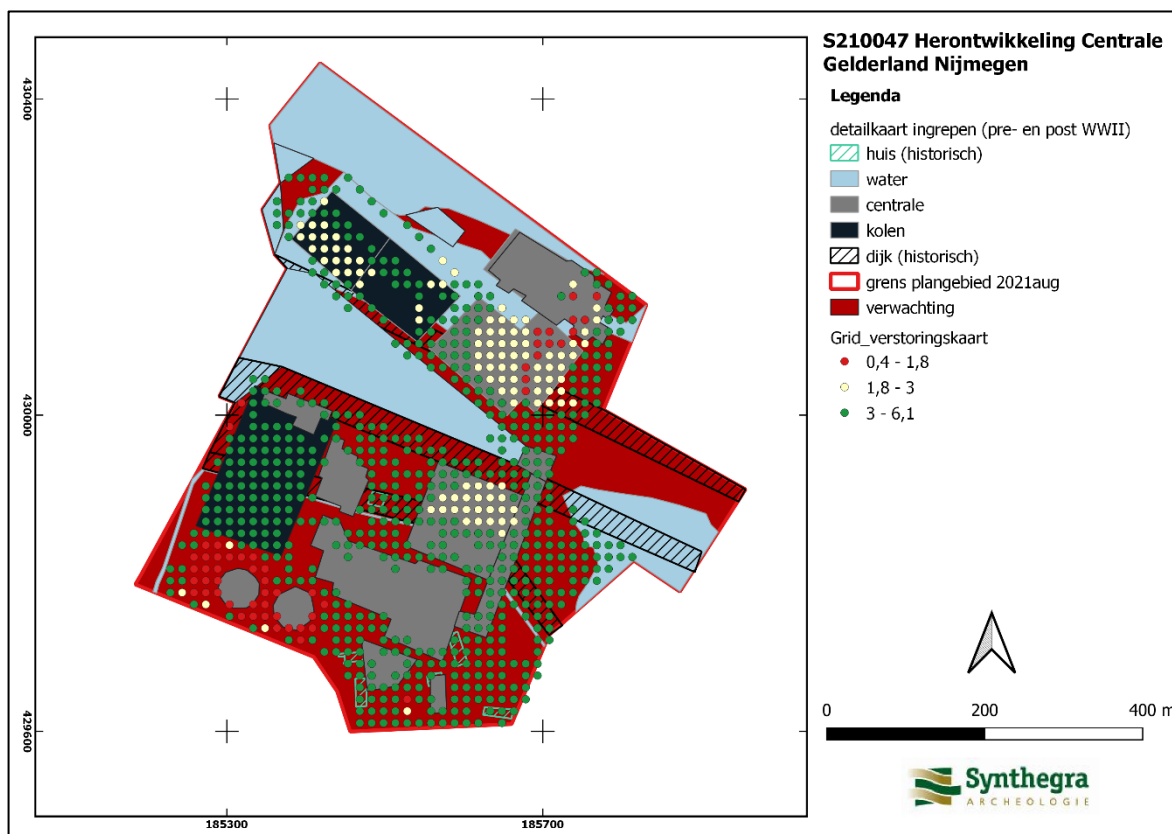 S210047 Herontwikkeling Centrale
Gelderland Nijmegen
Legenda
detailkaart ingrepen (pre- en post WWII)
huis (historisch)
water
centrale
kolen
dijk (historisch)
grens plangebied 2021aug
verwachting
Grid_verstoringskaart
0,4 - 1,8
1,8 - 3
3 - 6,1
430400
430000
429600
185300
185700
0
200
400 m
Synthegra
ARCHEOLOGIE